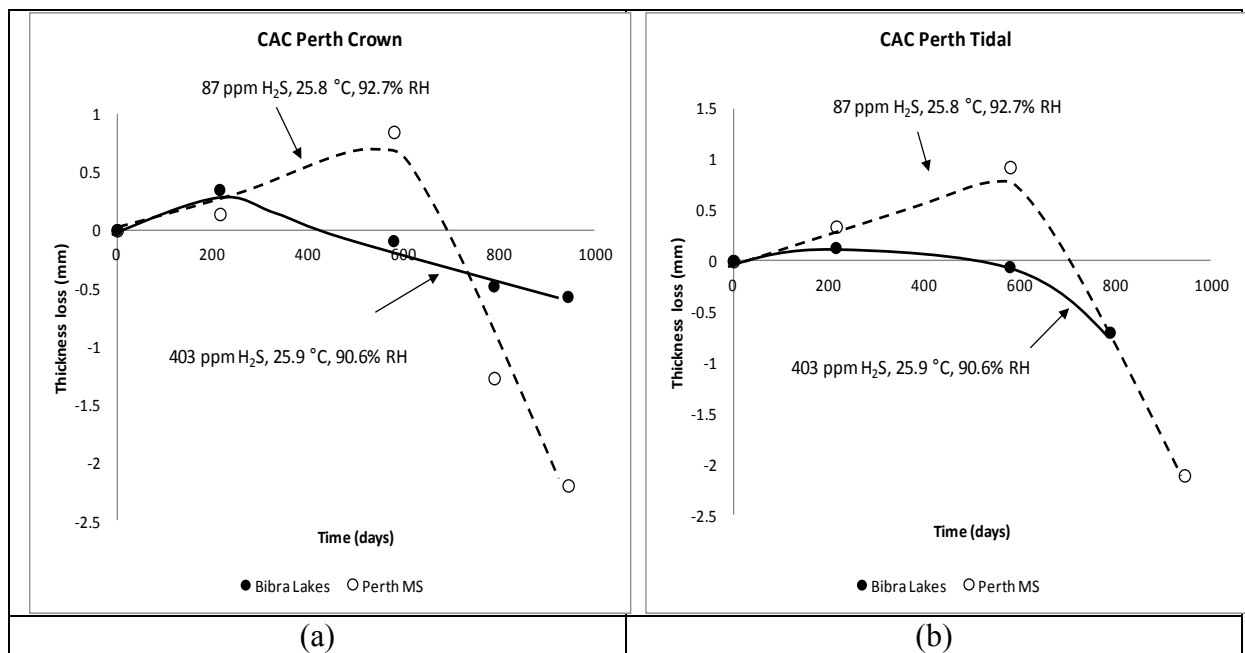 CAC Perth Crown
87 ppm H₂S, 25.8 °C, 92.7% RH
1
0.5
0
-0.5
-1
-1.5
-2
-2.5
0 200 400 600 800 1000
Thickness loss (mm)
403 ppm H₂S, 25.9 °C, 90.6% RH
Time (days)
Bibra Lakes Perth MS
(a)
CAC Perth Tidal
87 ppm H₂S, 25.8 °C, 92.7% RH
1.5
1
0.5
0
-0.5
-1
-1.5
-2
-2.5
0 200 400 600 800 1000
Thickness loss (mm)
403 ppm H₂S, 25.9 °C, 90.6% RH
Time (days)
Bibra Lakes Perth MS
(b)